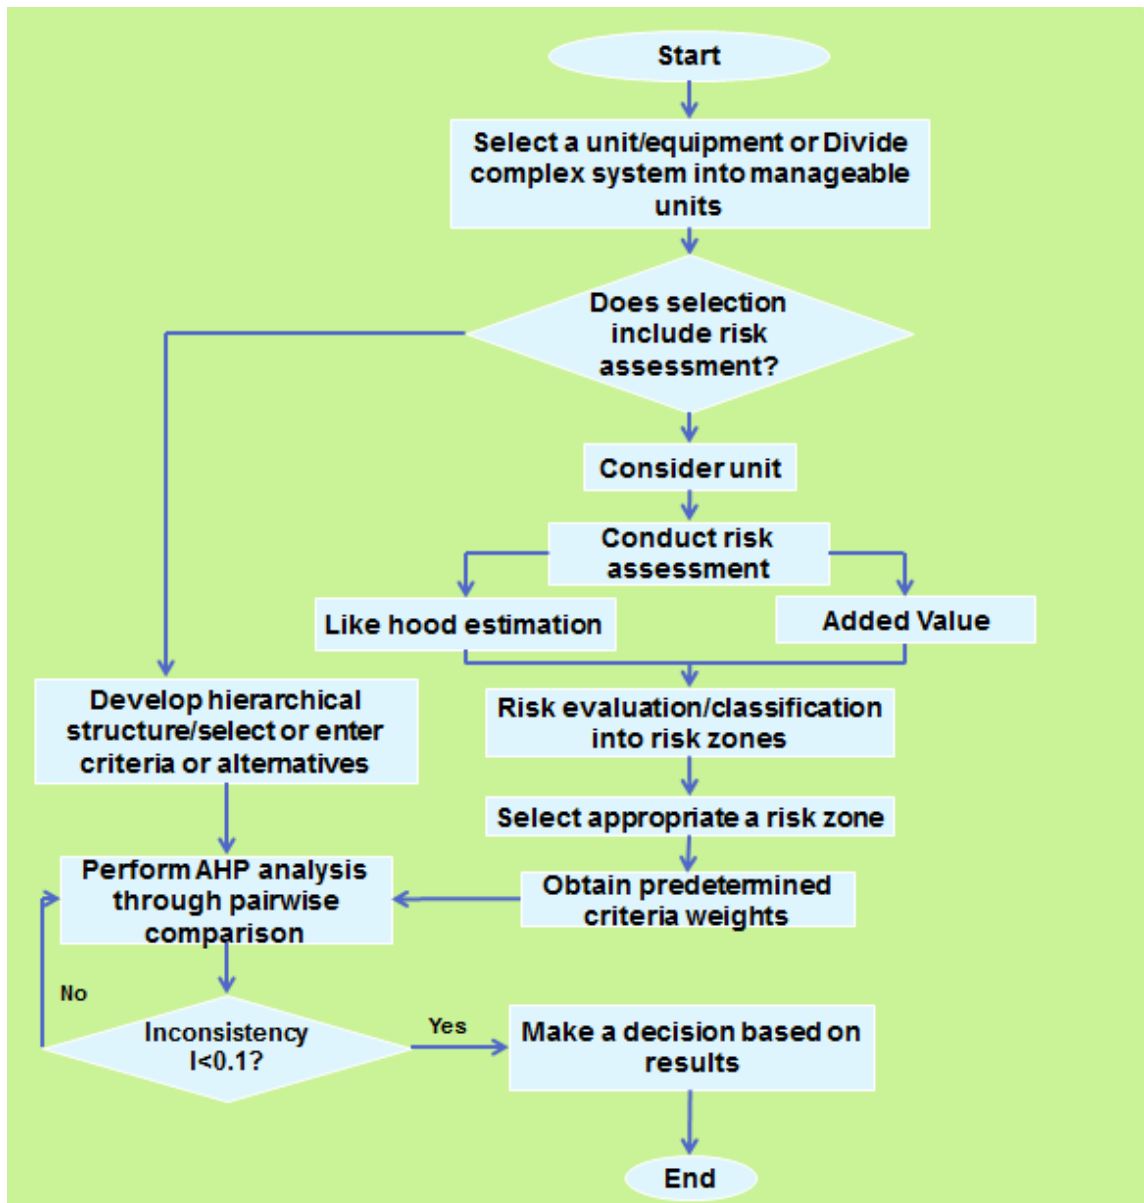 Start
Select a unit/equipment or Divide
complex system into manageable
units
Does selection
include risk
assessment?
Consider unit
Conduct risk
assessment
Like hood estimation
Added Value
Develop hierarchical
structure/select or enter
criteria or alternatives
Risk evaluation/classification
into risk zones
Select appropriate a risk zone
Perform AHP analysis
through pairwise
comparison
Obtain predetermined
criteria weights
No
Inconsistency
I<0.1?
Yes
Make a decision based on
results
End